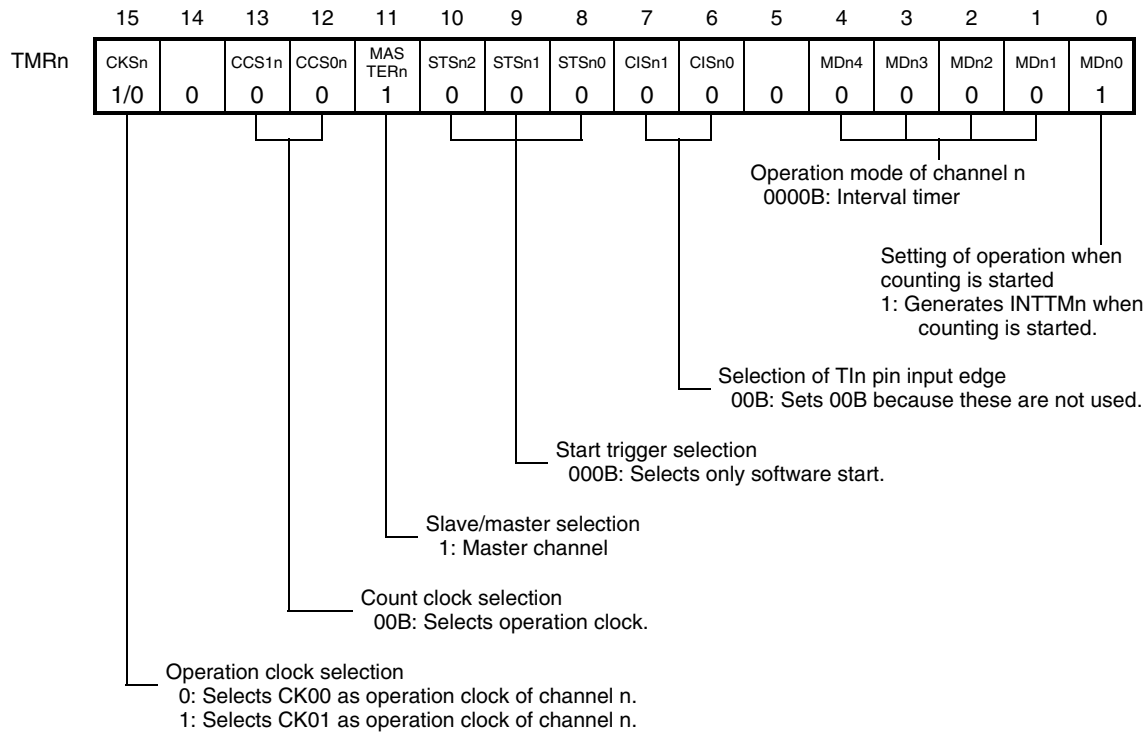 15 14 13 12 11 10 9 8 7 6 5 4 3 2 1 0
TMRn
CKSn CCS1n CCS0n MAS TERn STSn2 STSn1 STSn0 CISn1 CISn0 MDn4 MDn3 MDn2 MDn1 MDn0
1/0 0 0 0 1 0 0 0 0 0 0 0 0 0 0 1
Operation mode of channel n
0000B: Interval timer
Setting of operation when
counting is started
1: Generates INTTMn when
counting is started.
Selection of TIn pin input edge
00B: Sets 00B because these are not used.
Start trigger selection
000B: Selects only software start.
Slave/master selection
1: Master channel
Count clock selection
00B: Selects operation clock.
Operation clock selection
0: Selects CK00 as operation clock of channel n.
1: Selects CK01 as operation clock of channel n.